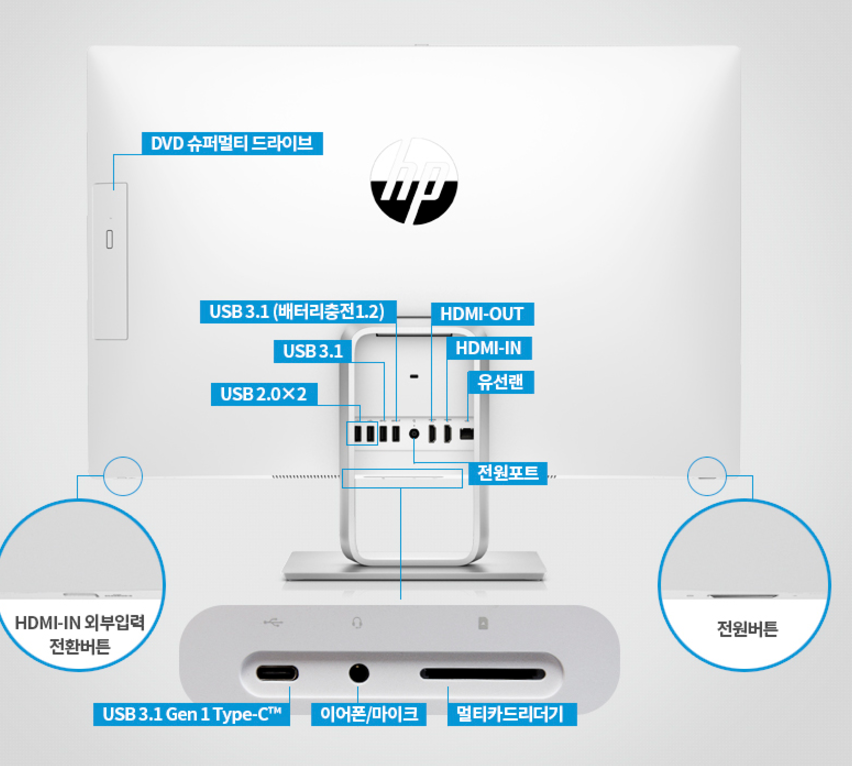 DVD 슈퍼멀티 드라이브
hp
USB 3.1 (배터리충전1.2)
HDMI-OUT
USB 3.1
HDMI-IN
USB 2.0×2
유선랜
전원포트
HDMI-IN 외부입력
전환버튼
전원버튼
USB 3.1 Gen 1 Type-C™
이어폰/마이크
멀티카드리더기